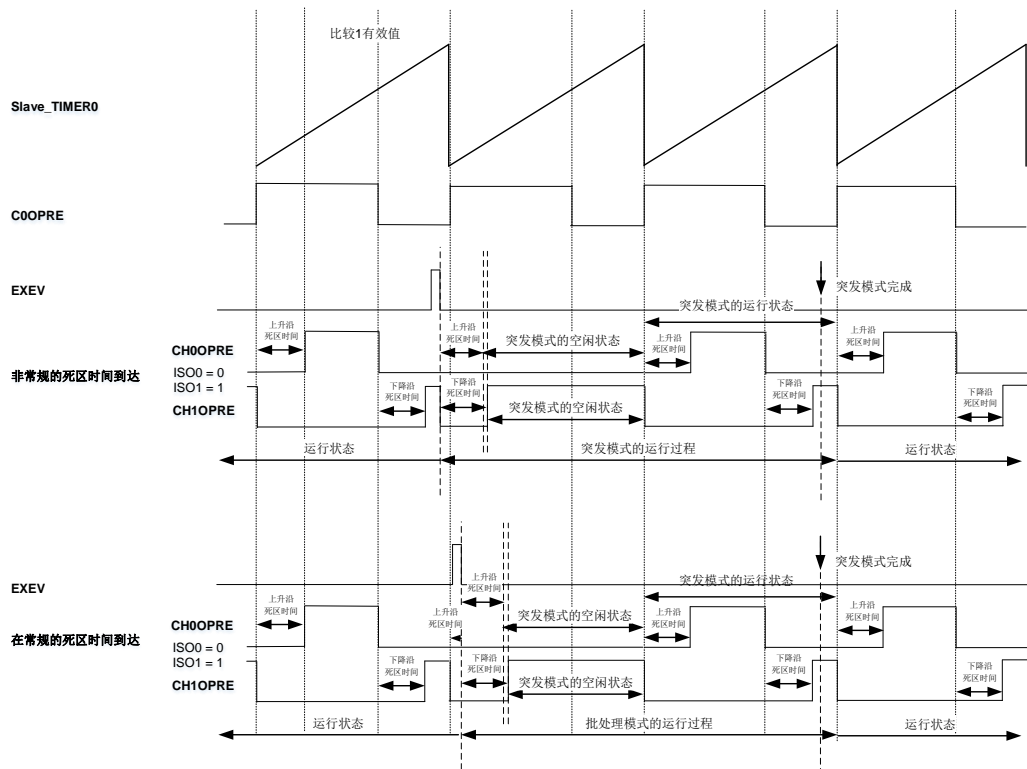 比较1有效值
Slave_TIMER0
C0OPRE
EXEV
突发模式完成
突发模式的运行状态
上升沿
死区时间
上升沿
死区时间
突发模式的空闲状态
上升沿
死区时间
上升沿
死区时间
CH0OPRE
ISO0 = 0
非常规的死区时间到达
ISO1 = 1
CH1OPRE
下降沿
死区时间
下降沿
死区时间
突发模式的空闲状态
下降沿
死区时间
下降沿
死区时间
运行状态
突发模式的运行过程
运行状态
EXEV
突发模式完成
突发模式的运行状态
上升沿
死区时间
上升沿
死区时间
上升沿
死区时间
突发模式的空闲状态
上升沿
死区时间
上升沿
死区时间
CH0OPRE
在常规的死区时间到达
ISO0 = 0
ISO1 = 1
CH1OPRE
下降沿
死区时间
下降沿
死区时间
突发模式的空闲状态
下降沿
死区时间
下降沿
死区时间
运行状态
批处理模式的运行过程
运行状态